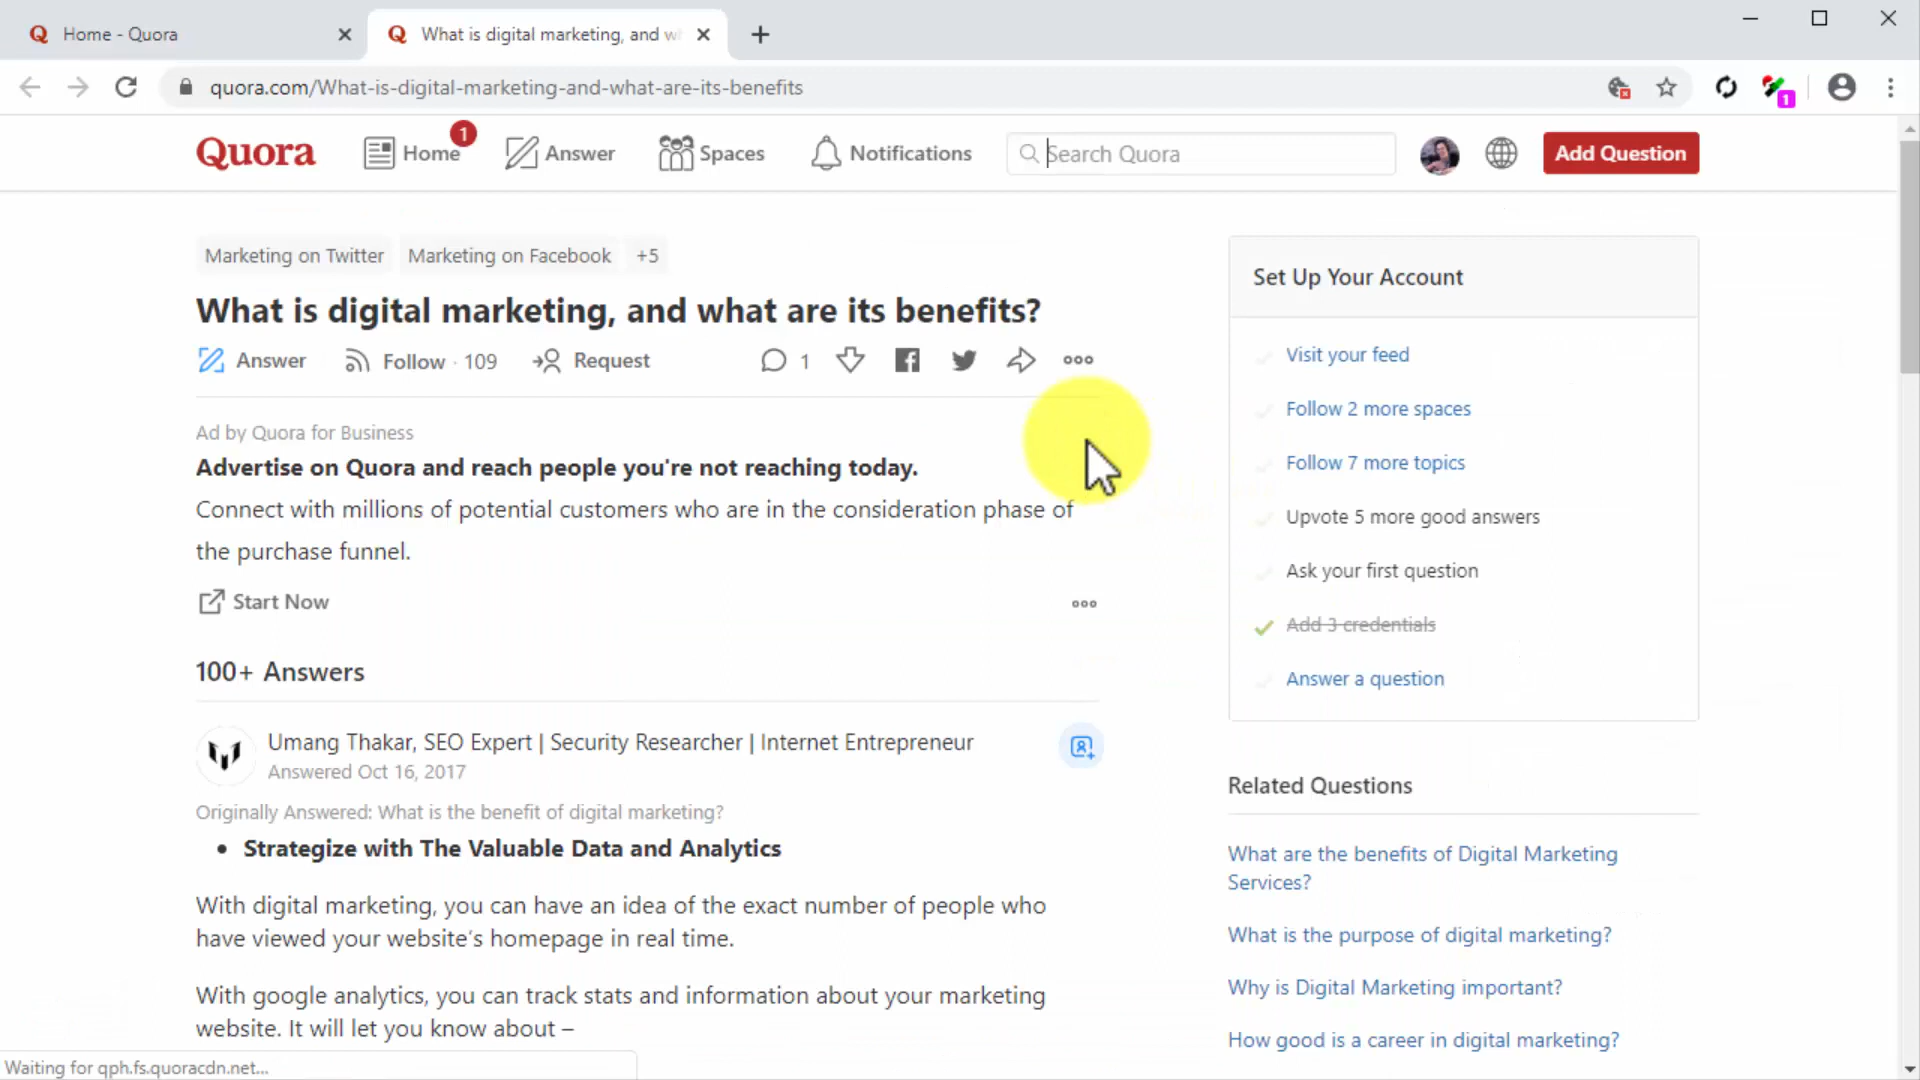 Home - Quora
What is digital marketing, and w
quora.com/What-is-digital-marketing-and-what-are-its-benefits
1
Quora
Home
1
Answer
Spaces
Notifications
Search Quora
Add Question
Marketing on Twitter
Marketing on Facebook
+5
What is digital marketing, and what are its benefits?
Answer
Follow · 109
Request
1
Ad by Quora for Business
Advertise on Quora and reach people you're not reaching today.
Connect with millions of potential customers who are in the consideration phase of
the purchase funnel.
Start Now
100+ Answers
Umang Thakar, SEO Expert | Security Researcher | Internet Entrepreneur
Answered Oct 16, 2017
Originally Answered: What is the benefit of digital marketing?
• Strategize with The Valuable Data and Analytics
With digital marketing, you can have an idea of the exact number of people who
have viewed your website's homepage in real time.
With google analytics, you can track stats and information about your marketing
website. It will let you know about –
Set Up Your Account
Visit your feed
Follow 2 more spaces
Follow 7 more topics
Upvote 5 more good answers
Ask your first question
Add 3 credentials
Answer a question
Related Questions
What are the benefits of Digital Marketing
Services?
What is the purpose of digital marketing?
Why is Digital Marketing important?
How good is a career in digital marketing?
Waiting for qph.fs.quoracdn.net...